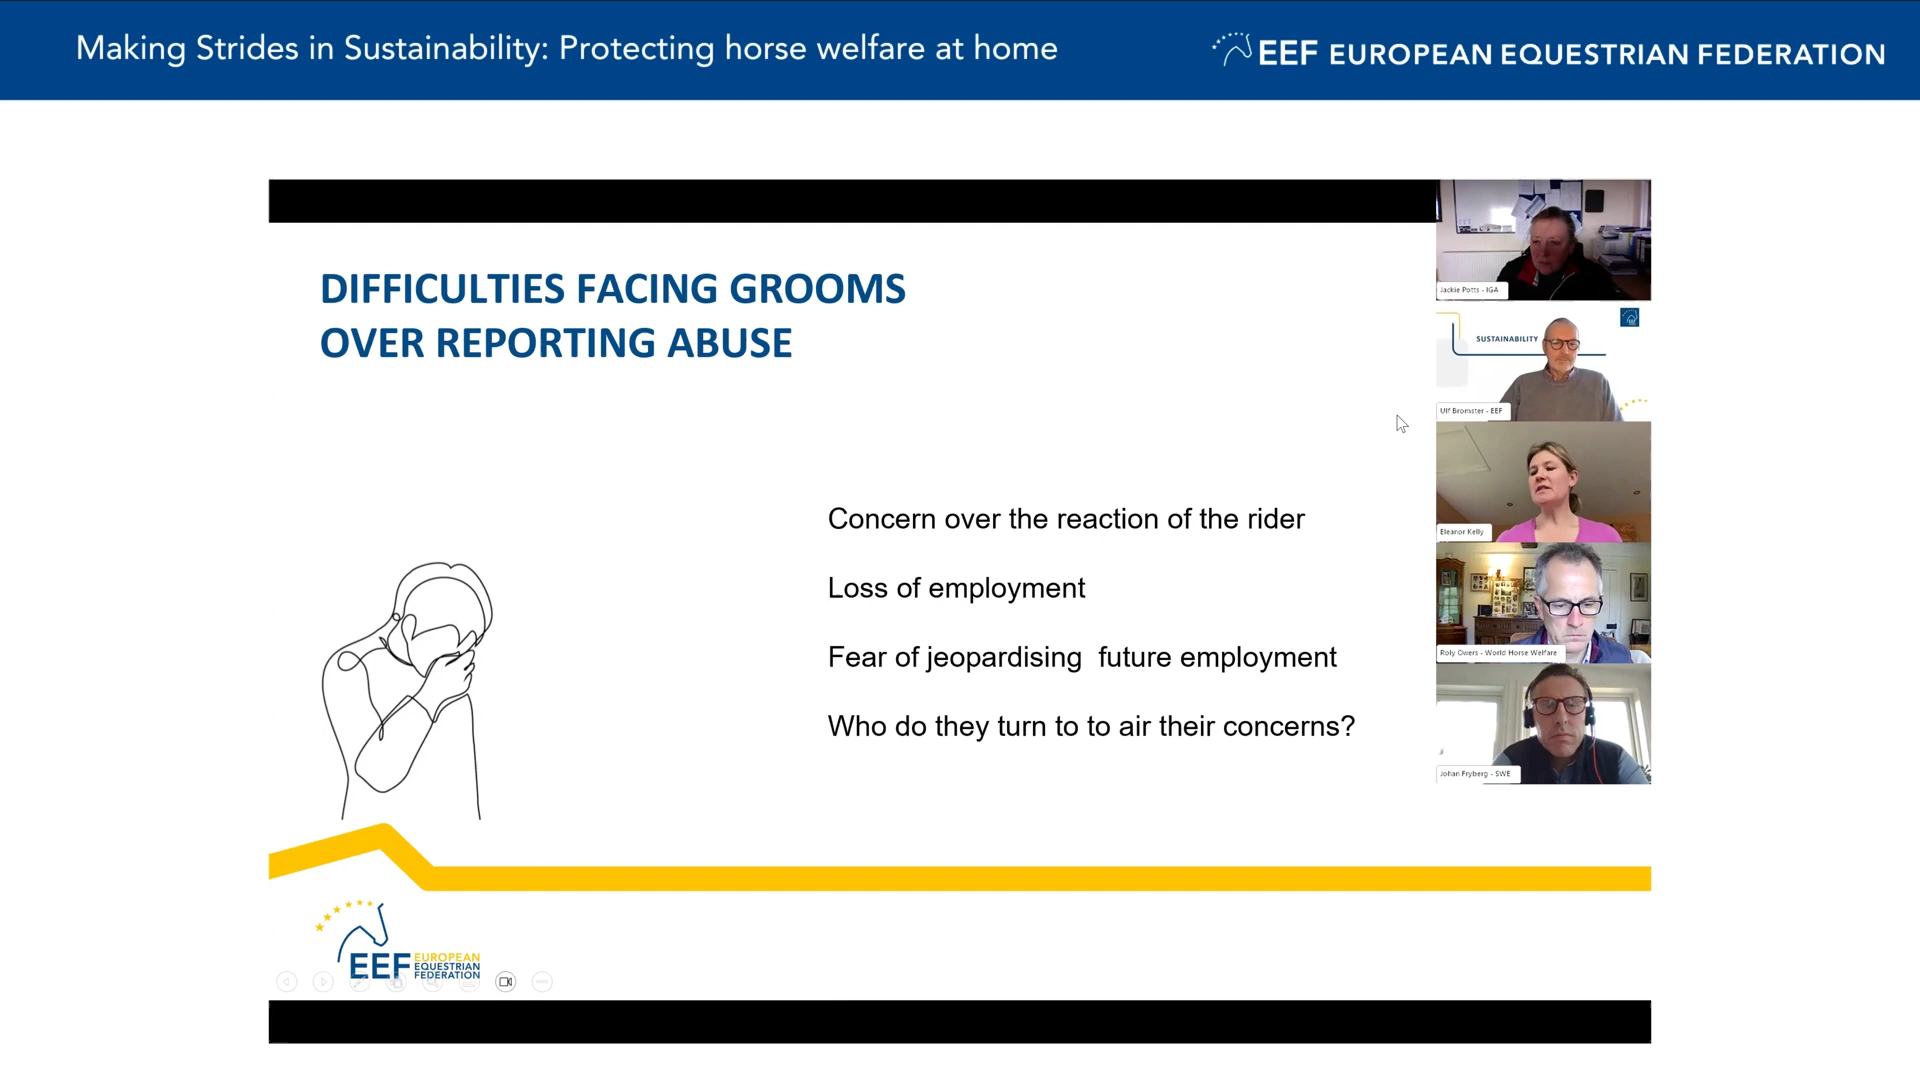 Making Strides in Sustainability: Protecting horse welfare at home
EEF EUROPEAN EQUESTRIAN FEDERATION
DIFFICULTIES FACING GROOMS
OVER REPORTING ABUSE
Concern over the reaction of the rider
Loss of employment
Fear of jeopardising  future employment
Who do they turn to to air their concerns?
Jackie Potts - IGA
SUSTAINABILITY
Ulf Bromster - EEF
Eleanor Kelly
Roly Owers - World Horse Welfare
Johan Fryberg - SWE
EEF EUROPEAN
EQUESTRIAN
FEDERATION